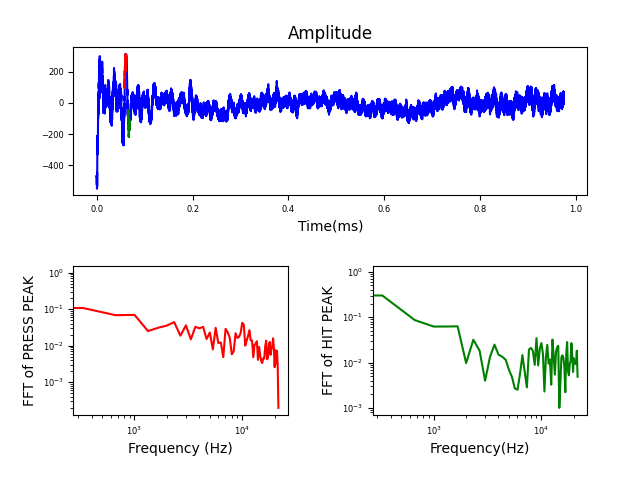 Amplitude
200
0
−200
−400
0.0 0.2 0.4 0.6 0.8 1.0
Time(ms)
FFT of PRESS PEAK
10⁰
10⁻¹
10⁻²
10⁻³
10³ 10⁴
Frequency (Hz)
FFT of HIT PEAK
10⁰
10⁻¹
10⁻²
10⁻³
10³ 10⁴
Frequency(Hz)